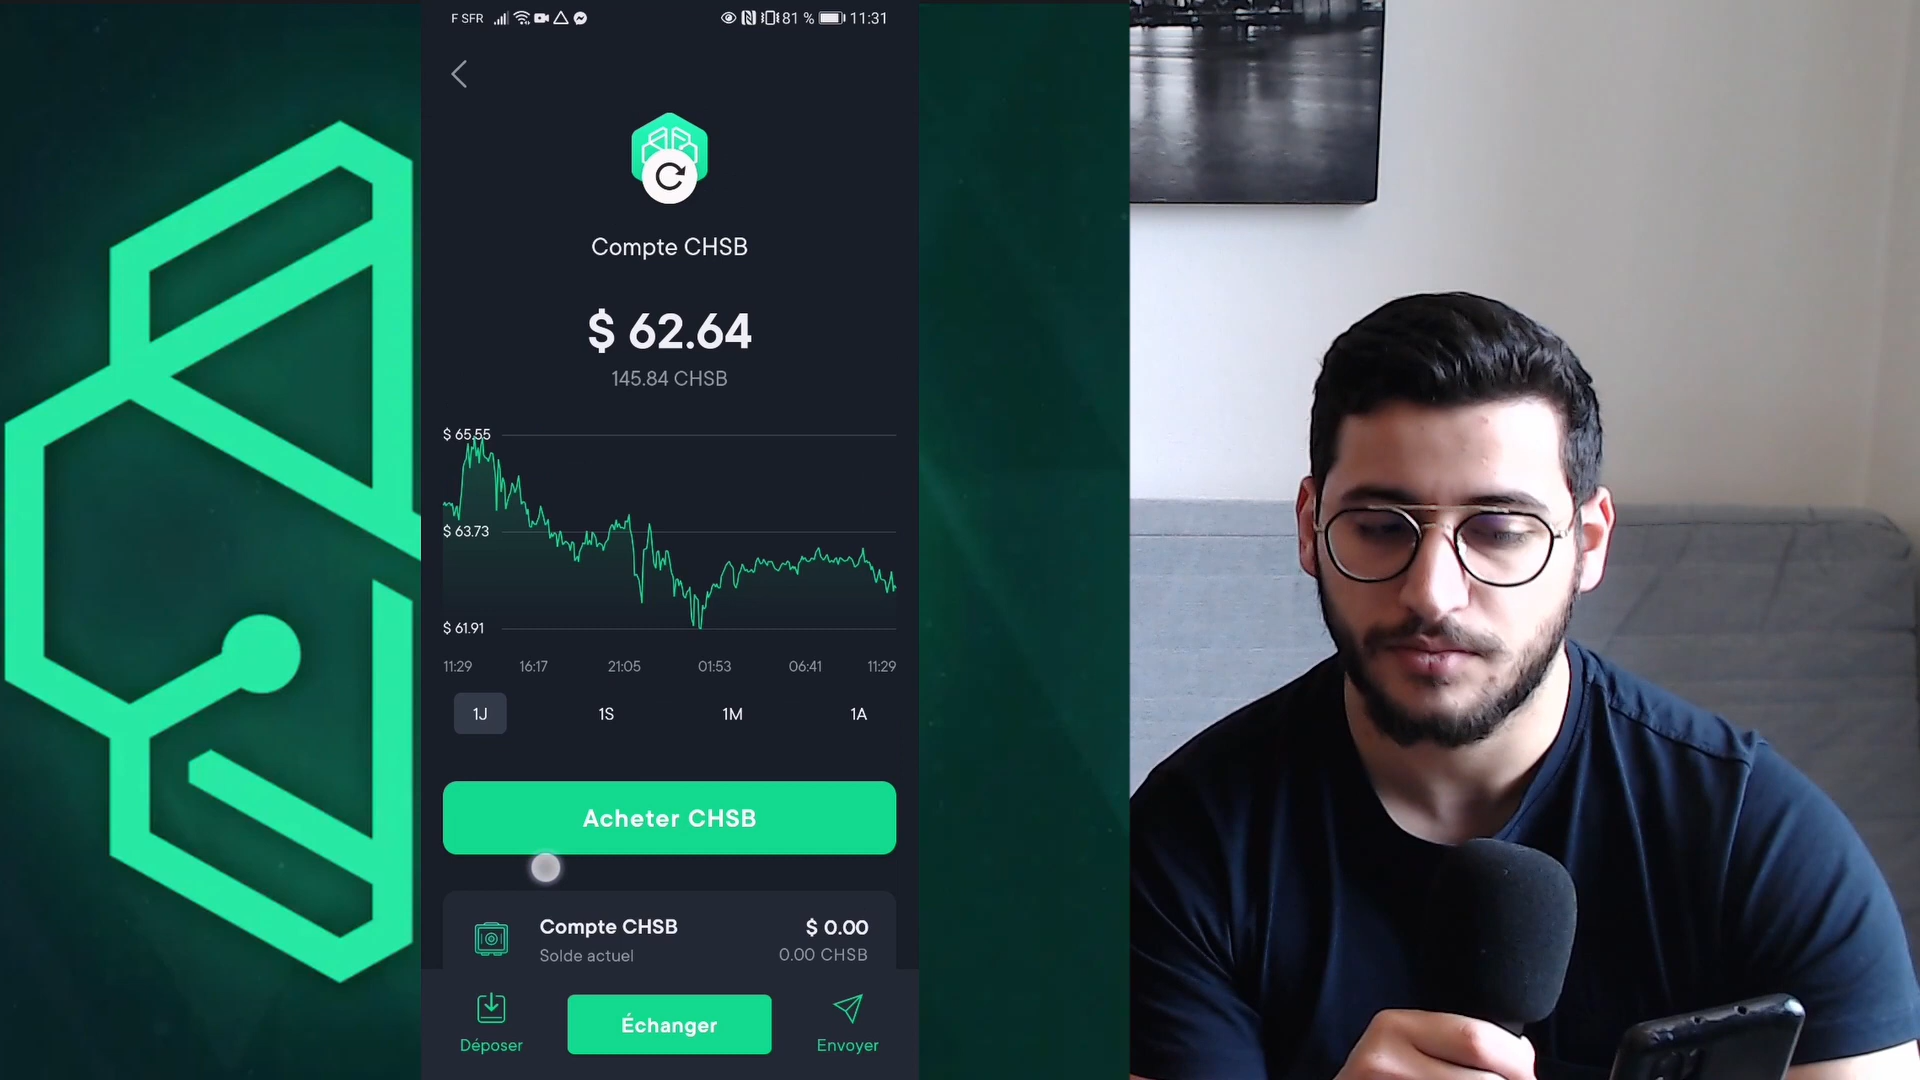 F SFR
81 %
11:31
Compte CHSB
$ 62.64
145.84 CHSB
$ 65.55
$ 63.73
$ 61.91
11:29 16:17 21:05 01:53 06:41 11:29
1J 1S 1M 1A
Acheter CHSB
Compte CHSB $ 0.00
Solde actuel 0.00 CHSB
Déposer Échanger Envoyer